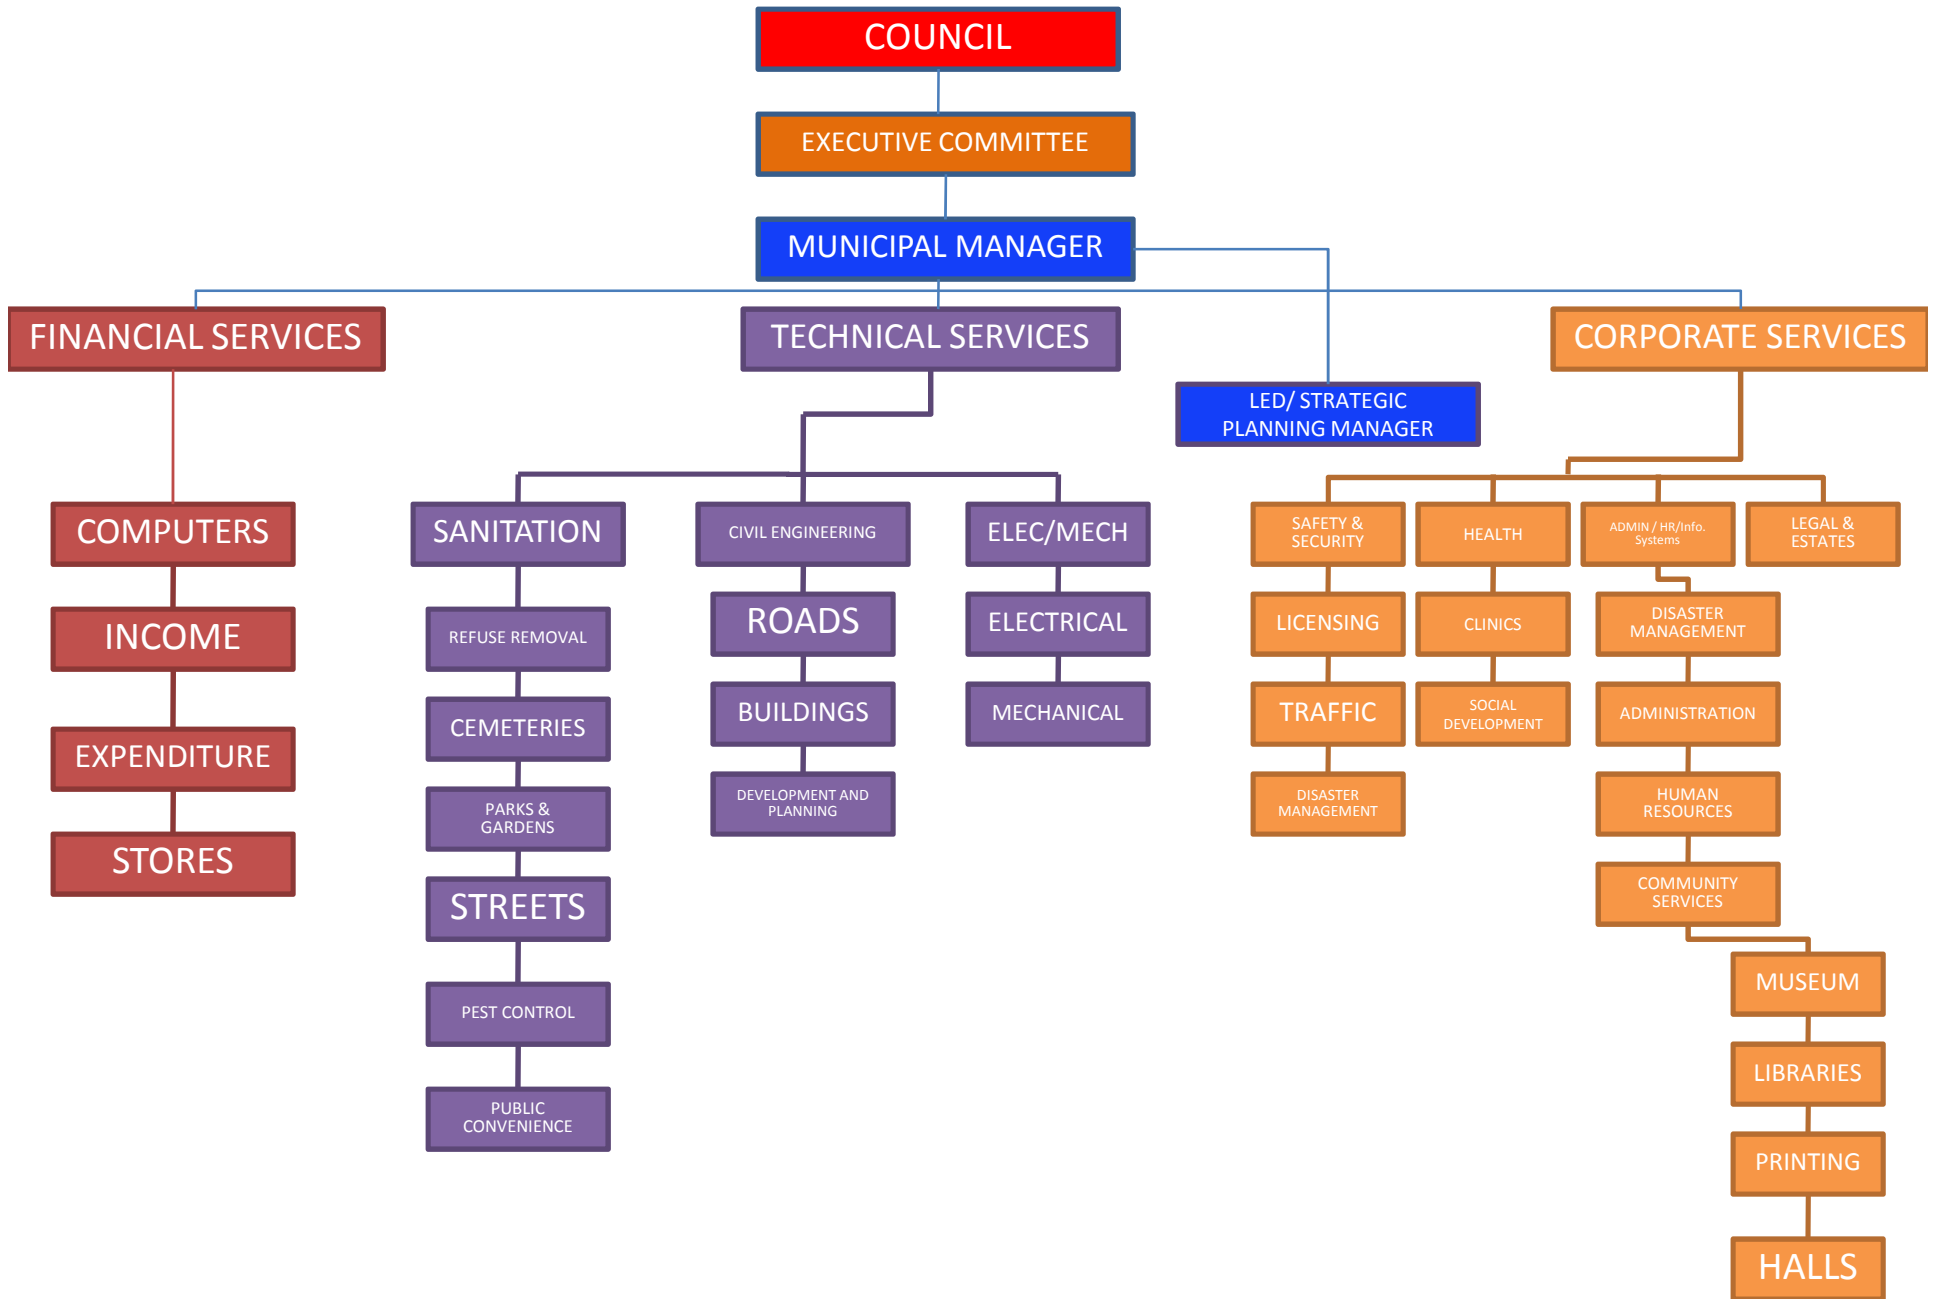 COUNCIL
EXECUTIVE COMMITTEE
MUNICIPAL MANAGER
FINANCIAL SERVICES
TECHNICAL SERVICES
CORPORATE SERVICES
LED/ STRATEGIC
PLANNING MANAGER
COMPUTERS
INCOME
EXPENDITURE
STORES
SANITATION
REFUSE REMOVAL
CEMETERIES
PARKS &
GARDENS
STREETS
PEST CONTROL
PUBLIC
CONVENIENCE
CIVIL ENGINEERING
ROADS
BUILDINGS
DEVELOPMENT AND
PLANNING
ELEC/MECH
ELECTRICAL
MECHANICAL
SAFETY &
SECURITY
LICENSING
TRAFFIC
DISASTER
MANAGEMENT
HEALTH
CLINICS
SOCIAL
DEVELOPMENT
ADMIN / HR/Info.
Systems
DISASTER
MANAGEMENT
ADMINISTRATION
HUMAN
RESOURCES
COMMUNITY
SERVICES
MUSEUM
LIBRARIES
PRINTING
HALLS
LEGAL &
ESTATES